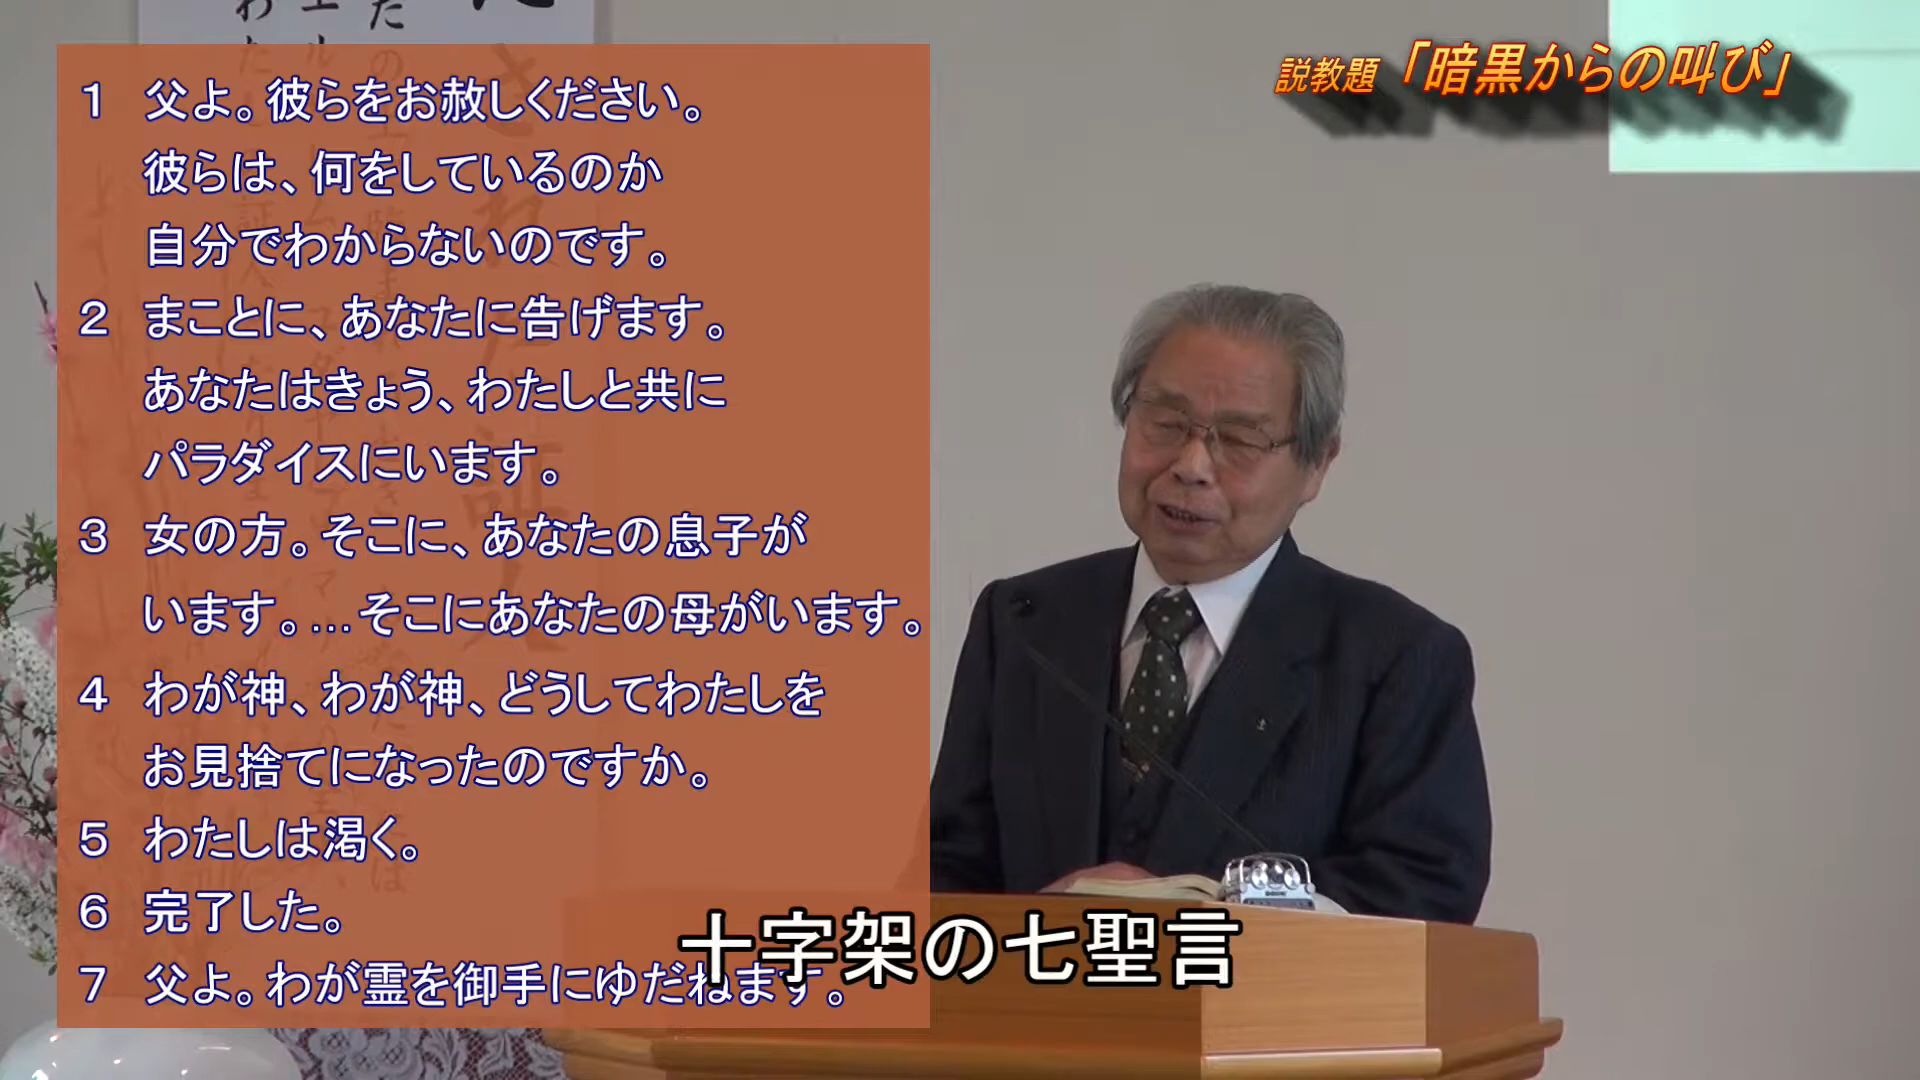 説教題「暗黒からの叫び」
1 父よ。彼らをお赦しください。
彼らは、何をしているのか
自分でわからないのです。
2 まことに、あなたに告げます。
あなたはきょう、わたしと共に
パラダイスにいます。
3 女の方。そこに、あなたの息子が
います。…そこにあなたの母がいます。
4 わが神、わが神、どうしてわたしを
お見捨てになったのですか。
5 わたしは渇く。
6 完了した。
7 父よ。わが霊を御手にゆだねます。
十字架の七聖言